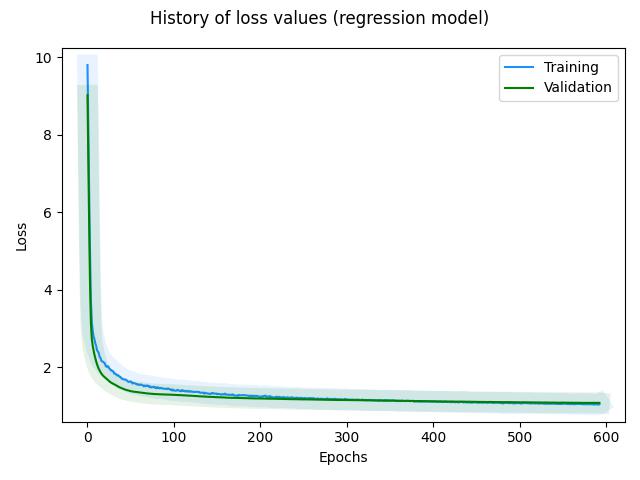 History of loss values (regression model)
Training
Validation
10
8
6
4
2
Loss
0
100
200
300
400
500
600
Epochs